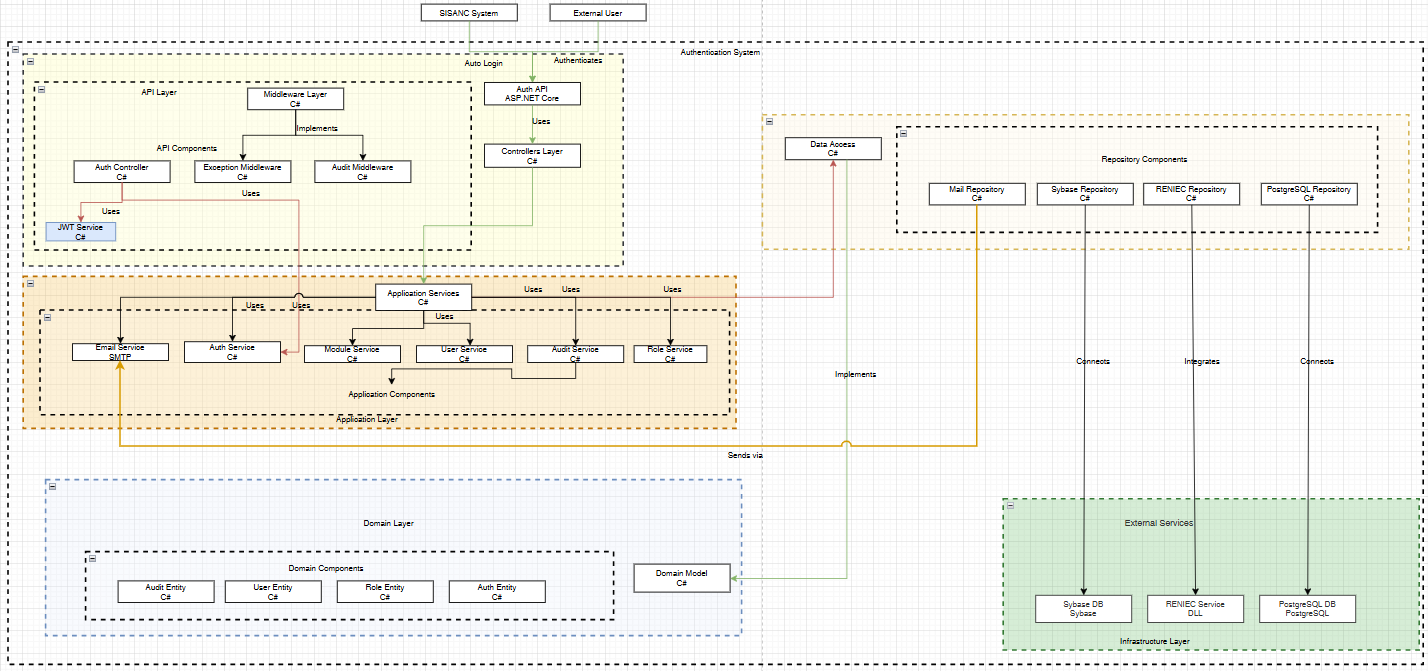 SISANC System
External User
Authentication System
Auto Login
Authenticates
API Layer
Middleware Layer
C#
Auth API
ASP.NET Core
Implements
Uses
API Components
Auth Controller
C#
Exception Middleware
C#
Audit Middleware
C#
Controllers Layer
C#
Uses
Uses
JWT Service
C#
Data Access
C#
Repository Components
Mail Repository
C#
Sybase Repository
C#
RENIEC Repository
C#
PostgreSQL Repository
C#
Application Services
C#
Uses
Uses
Uses
Uses
Uses
Uses
Email Service
SMTP
Auth Service
C#
Module Service
C#
User Service
C#
Audit Service
C#
Role Service
C#
Application Components
Application Layer
Connects
Integrates
Connects
Implements
Sends via
Domain Layer
Domain Components
Audit Entity
C#
User Entity
C#
Role Entity
C#
Auth Entity
C#
Domain Model
C#
External Services
Sybase DB
Sybase
RENIEC Service
DLL
PostgreSQL DB
PostgreSQL
Infrastructure Layer